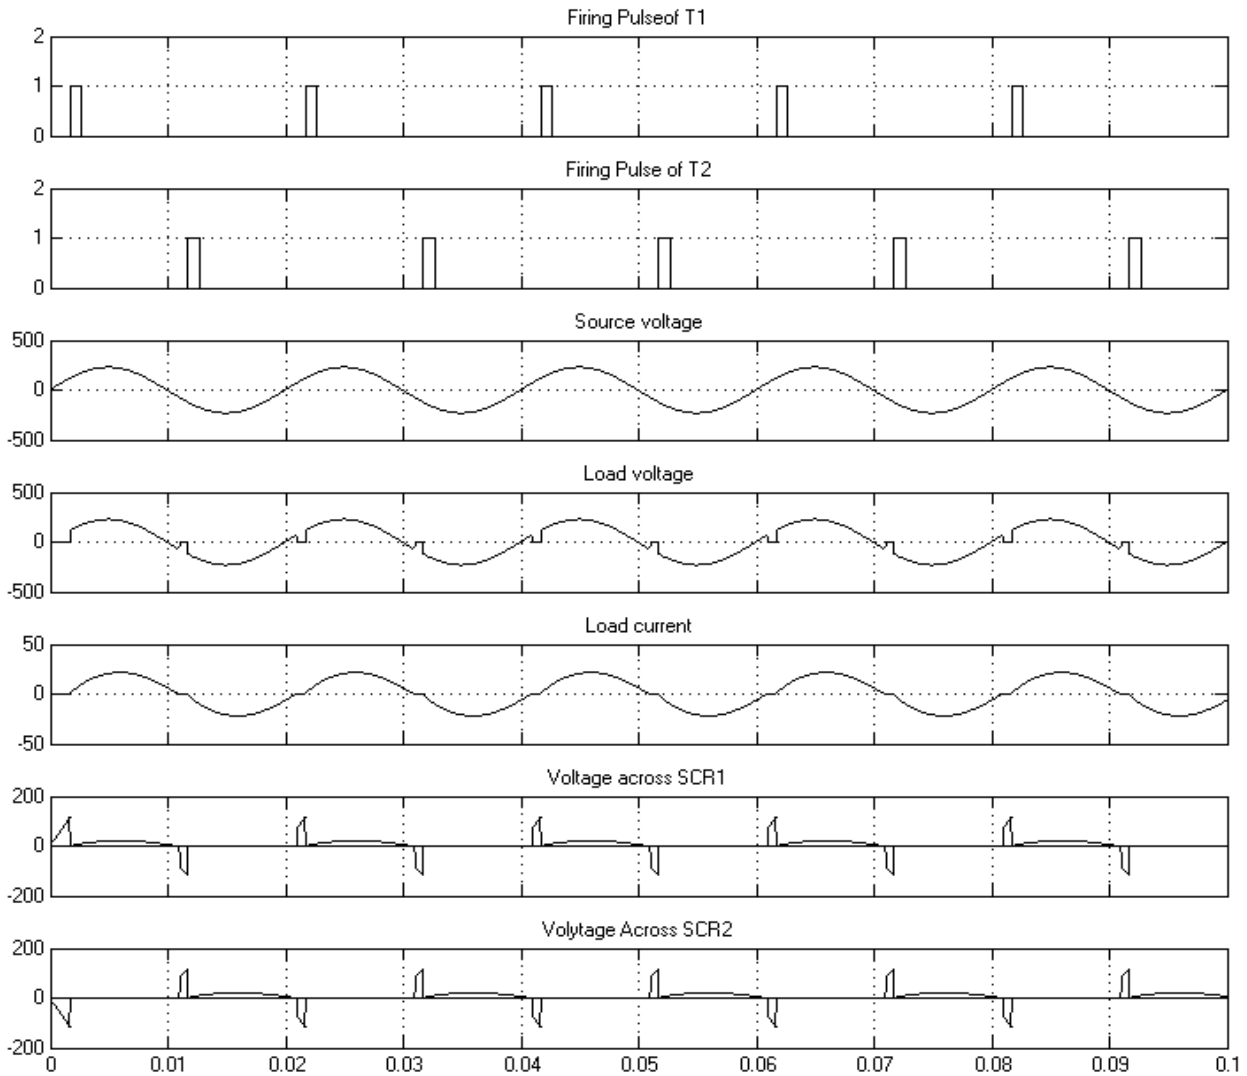 Firing Pulseof T1
2
1
0
Firing Pulse of T2
2
1
0
Source voltage
500
0
-500
Load voltage
500
0
-500
Load current
50
0
-50
Voltage across SCR1
200
0
-200
Volytage Across SCR2
200
0
-200
0 0.01 0.02 0.03 0.04 0.05 0.06 0.07 0.08 0.09 0.1